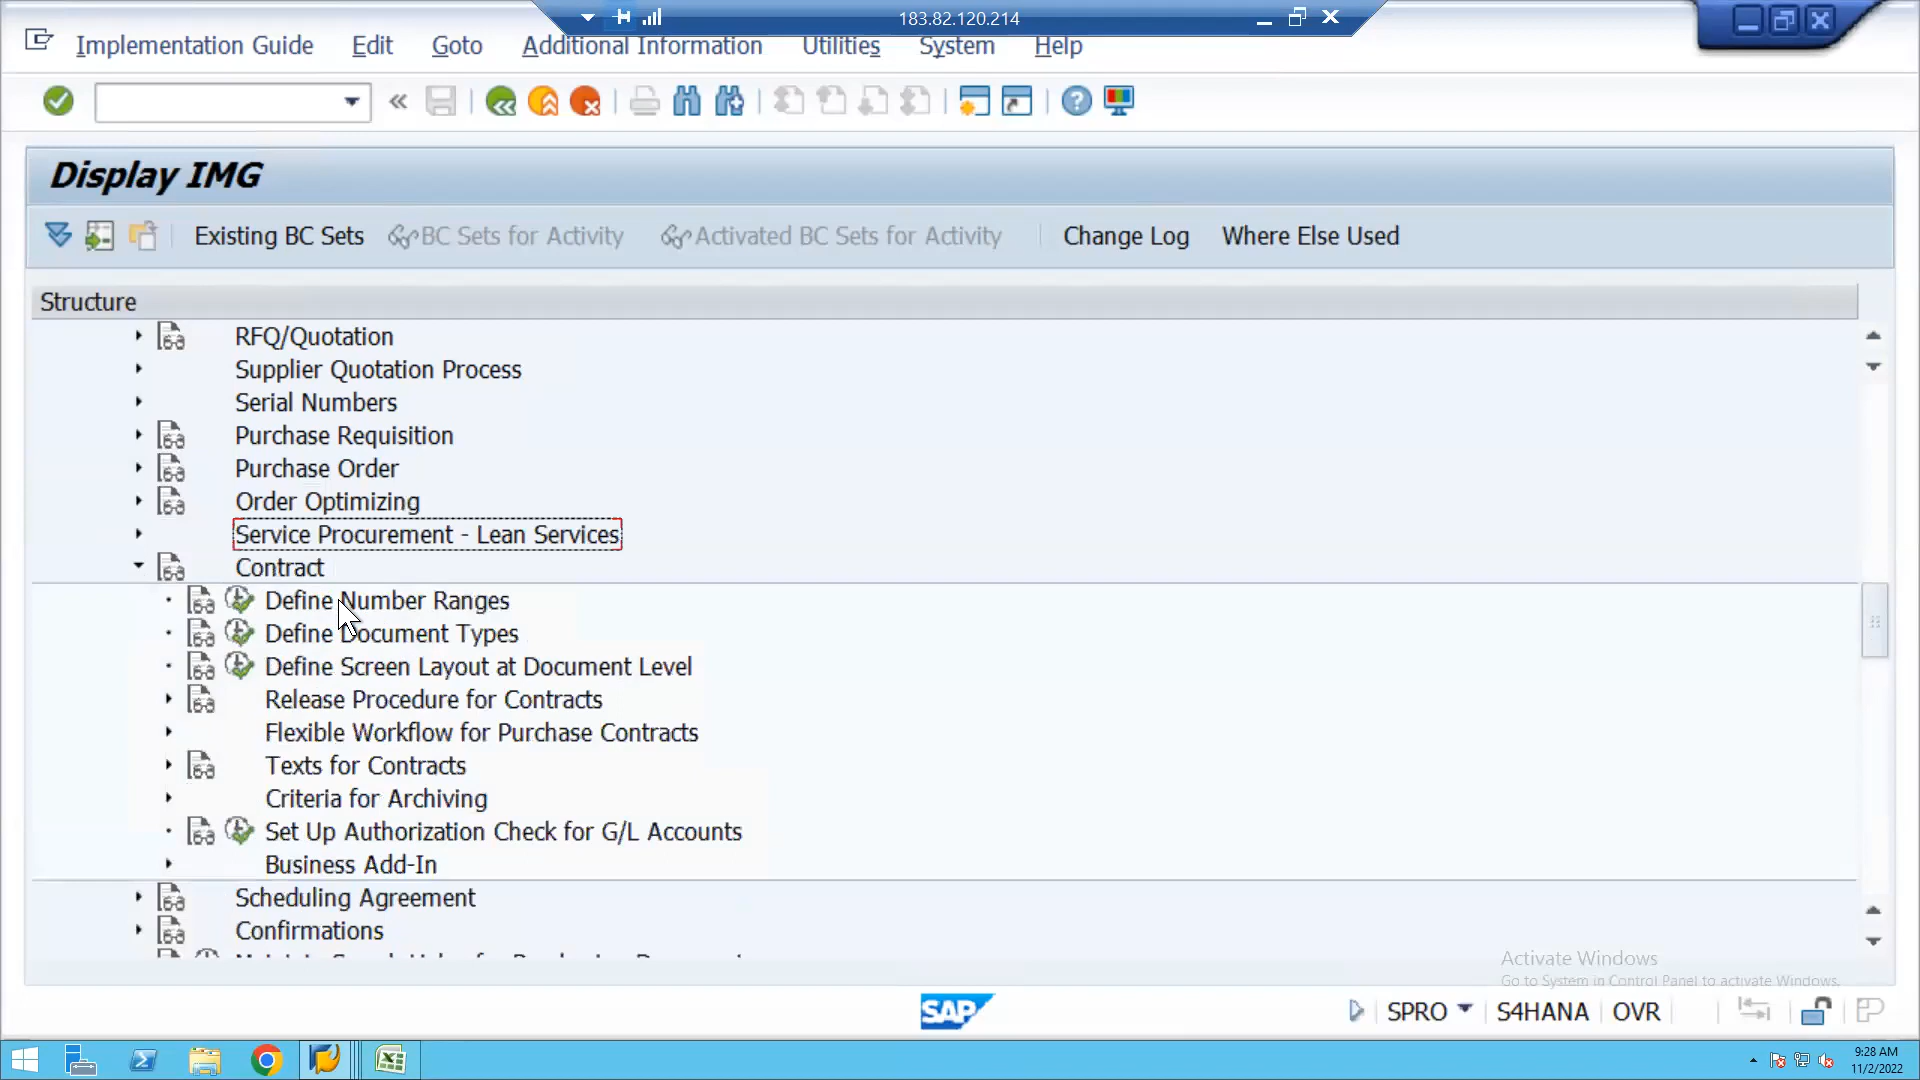 183.82.120.214
Implementation Guide Edit Goto Additional Information Utilities System Help
Display IMG
Existing BC Sets BC Sets for Activity Activated BC Sets for Activity Change Log Where Else Used
Structure
RFQ/Quotation
Supplier Quotation Process
Serial Numbers
Purchase Requisition
Purchase Order
Order Optimizing
Service Procurement - Lean Services
Contract
Define Number Ranges
Define Document Types
Define Screen Layout at Document Level
Release Procedure for Contracts
Flexible Workflow for Purchase Contracts
Texts for Contracts
Criteria for Archiving
Set Up Authorization Check for G/L Accounts
Business Add-In
Scheduling Agreement
Confirmations
Activate Windows
Go to System in Control Panel to activate Windows.
SAP SPRO S4HANA OVR
9:28 AM
11/2/2022